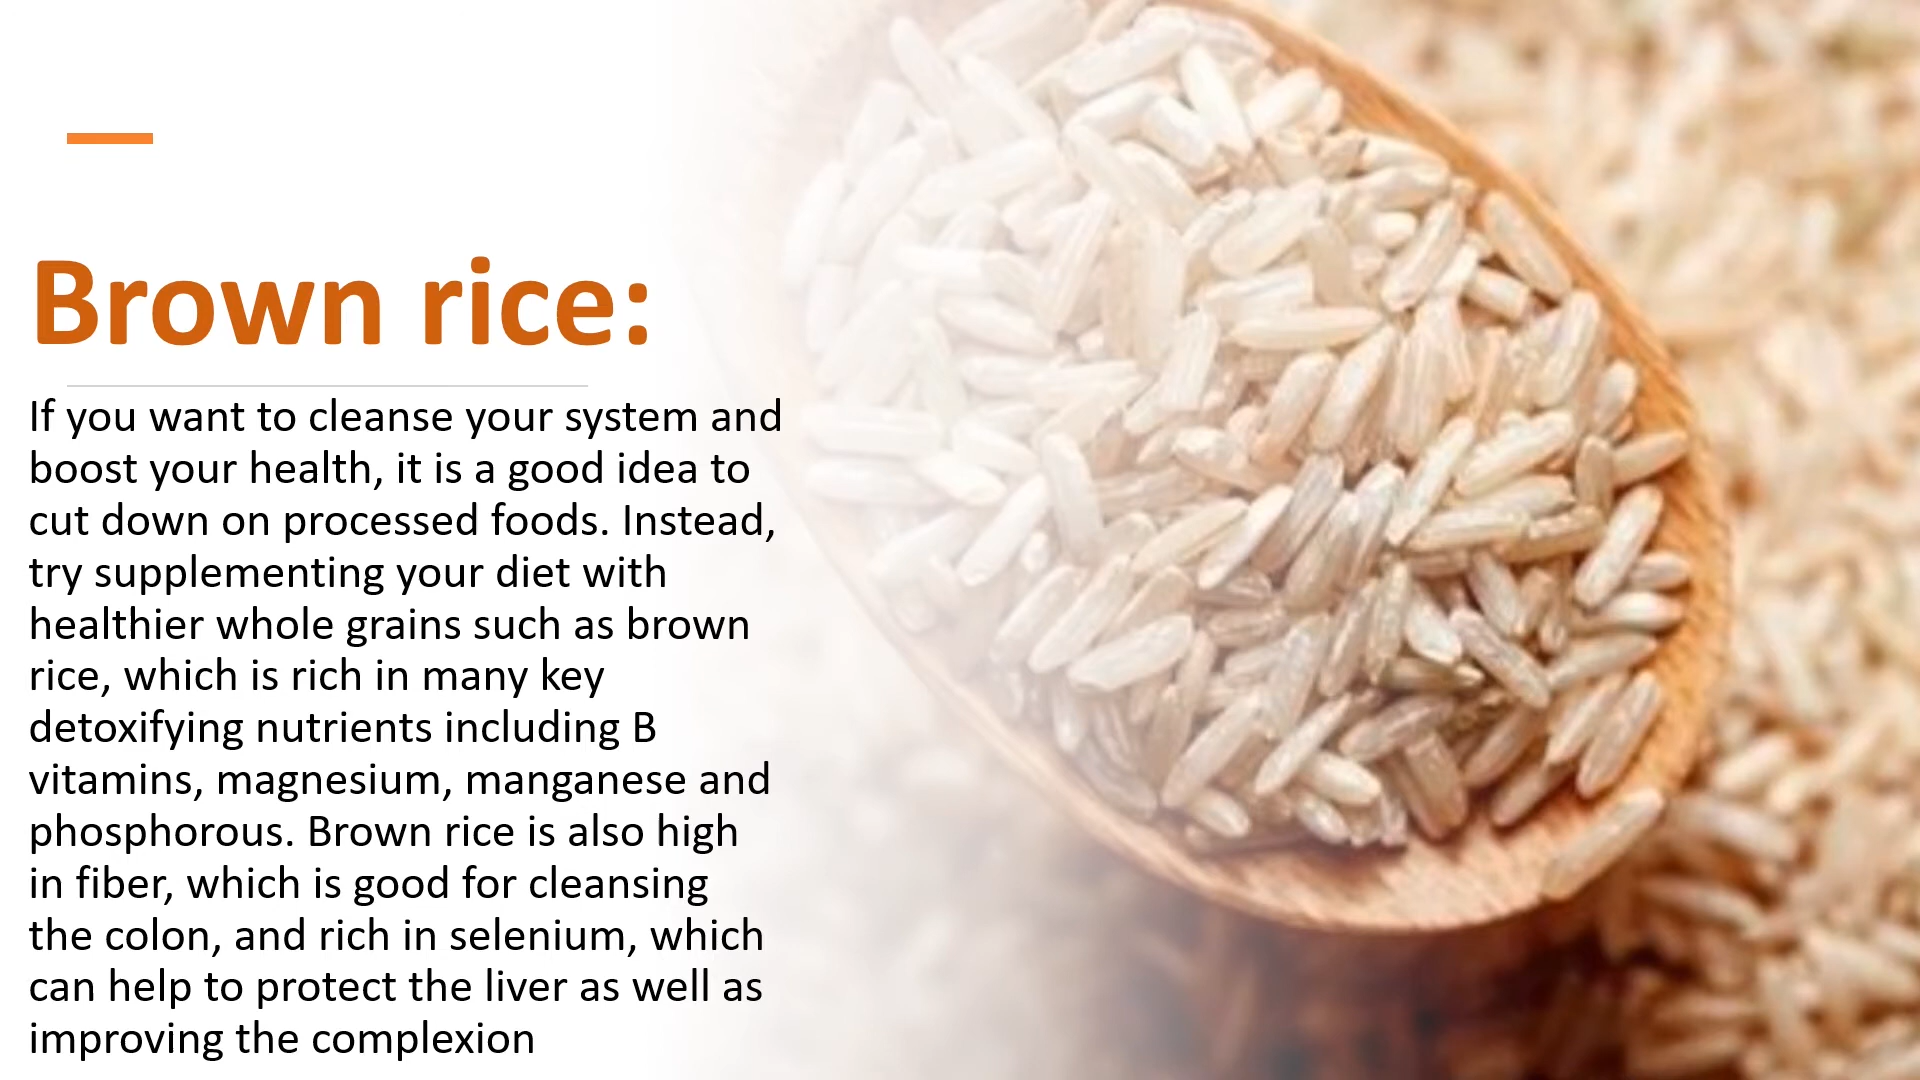 Brown rice:
If you want to cleanse your system and
boost your health, it is a good idea to
cut down on processed foods. Instead,
try supplementing your diet with
healthier whole grains such as brown
rice, which is rich in many key
detoxifying nutrients including B
vitamins, magnesium, manganese and
phosphorous. Brown rice is also high
in fiber, which is good for cleansing
the colon, and rich in selenium, which
can help to protect the liver as well as
improving the complexion